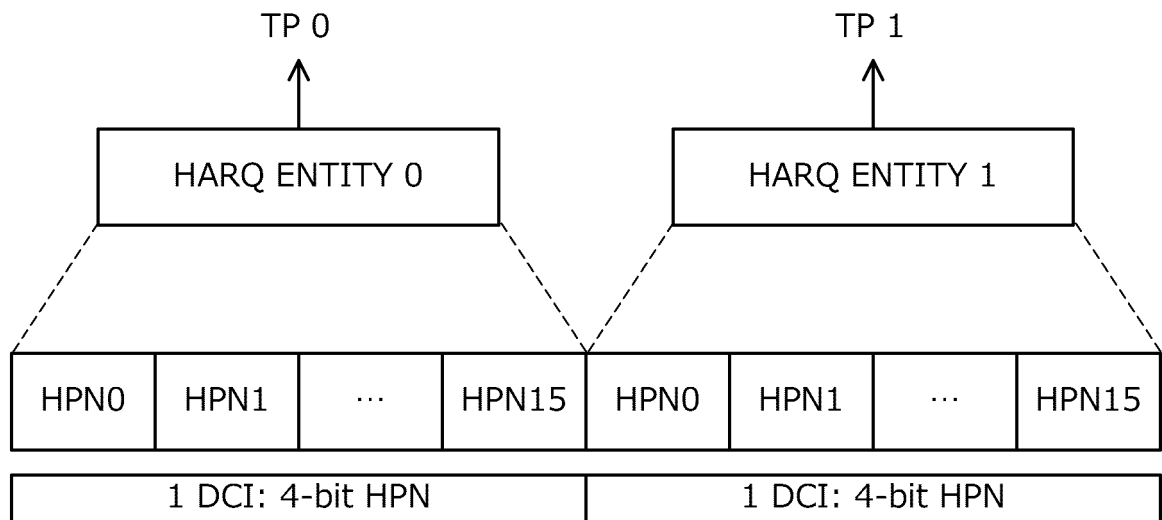 TP 0 TP 1
HARQ ENTITY 0 HARQ ENTITY 1
HPN0 HPN1 ··· HPN15 HPN0 HPN1 ··· HPN15
1 DCI: 4-bit HPN 1 DCI: 4-bit HPN